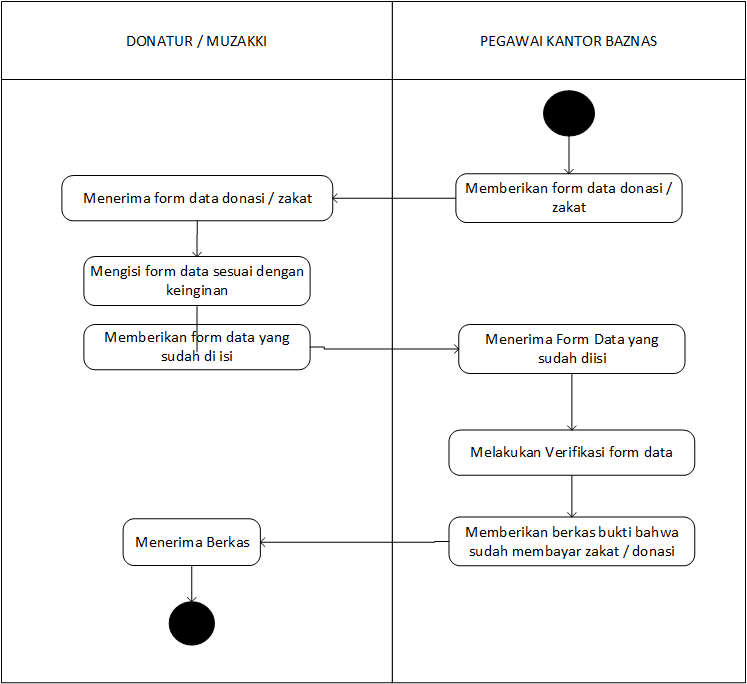 DONATUR / MUZAKKI
PEGAWAI KANTOR BAZNAS
Memberikan form data donasi /
zakat
Menerima form data donasi / zakat
Mengisi form data sesuai dengan
keinginan
Memberikan form data yang
sudah di isi
Menerima Form Data yang
sudah diisi
Melakukan Verifikasi form data
Memberikan berkas bukti bahwa
sudah membayar zakat / donasi
Menerima Berkas